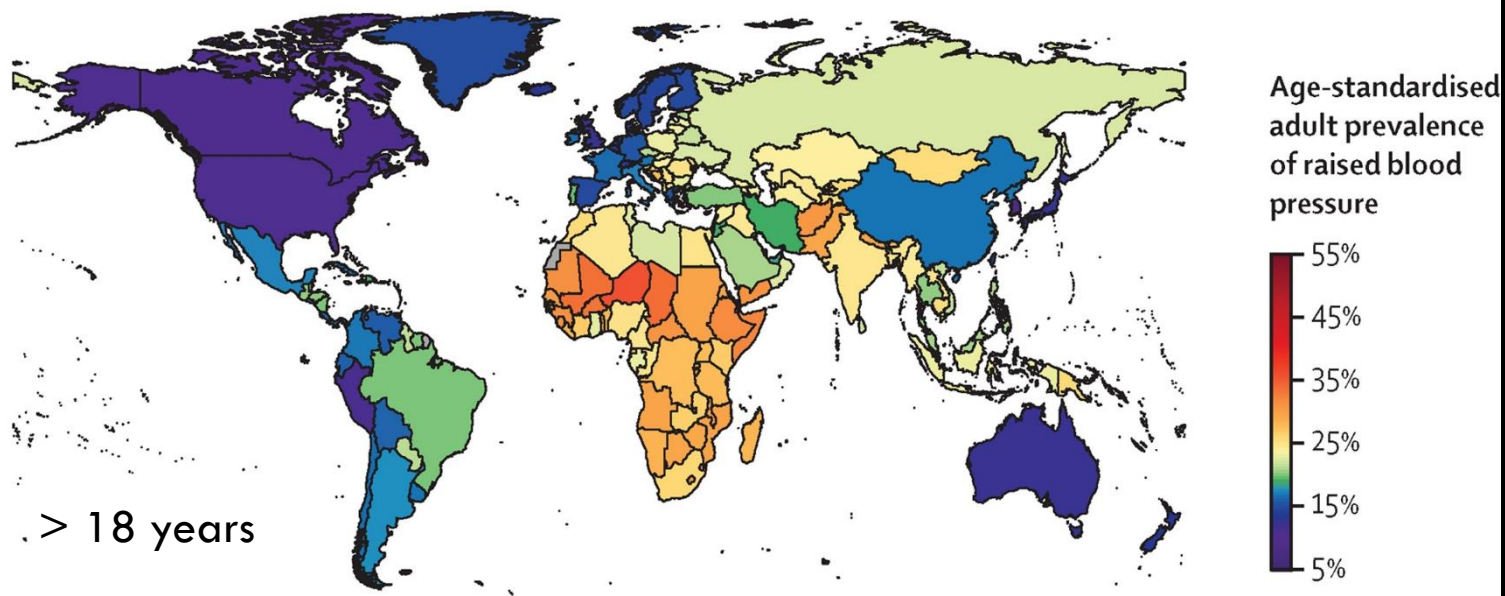 Age-standardised
adult prevalence
of raised blood
pressure
55%
45%
35%
25%
15%
5%
> 18 years